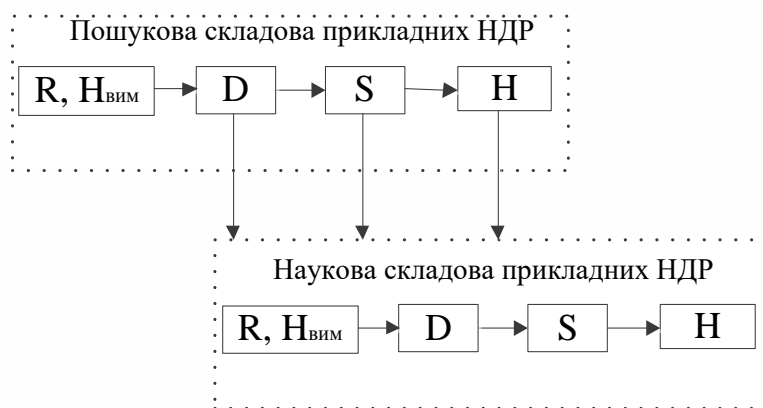 Пошукова складова прикладних НДР
R, Hвим D S H
Наукова складова прикладних НДР
R, Hвим D S H